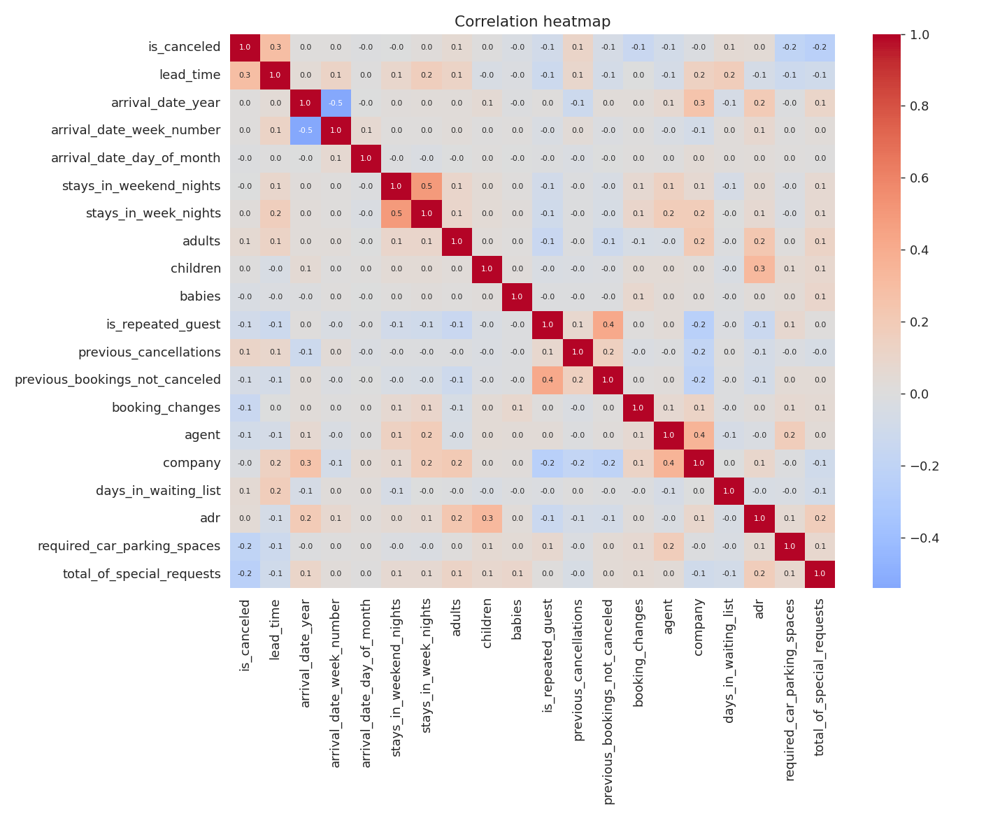 Correlation heatmap
is_canceled 1.0 0.3 0.0 0.0 -0.0 -0.0 0.0 0.1 0.0 -0.0 -0.1 0.1 -0.1 -0.1 -0.1 -0.0 0.1 0.0 -0.2 -0.2
lead_time 0.3 1.0 0.0 0.1 0.0 0.1 0.2 0.1 -0.0 -0.0 -0.1 0.1 -0.1 0.0 -0.1 0.2 0.2 -0.1 -0.1 -0.1
arrival_date_year 0.0 0.0 1.0 -0.5 -0.0 0.0 0.0 0.0 0.1 -0.0 0.0 -0.1 0.0 0.0 0.1 0.3 -0.1 0.2 -0.0 0.1
arrival_date_week_number 0.0 0.1 -0.5 1.0 0.1 0.0 0.0 0.0 0.0 0.0 -0.0 0.0 -0.0 0.0 -0.0 -0.1 0.0 0.1 0.0 0.0
arrival_date_day_of_month -0.0 0.0 -0.0 0.1 1.0 -0.0 -0.0 -0.0 0.0 -0.0 -0.0 -0.0 -0.0 0.0 0.0 0.0 0.0 0.0 0.0 0.0
stays_in_weekend_nights -0.0 0.1 0.0 0.0 -0.0 1.0 0.5 0.1 0.0 0.0 -0.1 -0.0 -0.0 0.1 0.1 0.1 -0.1 0.0 -0.0 0.1
stays_in_week_nights 0.0 0.2 0.0 0.0 -0.0 0.5 1.0 0.1 0.0 0.0 -0.1 -0.0 -0.0 0.1 0.2 0.2 -0.0 0.1 -0.0 0.1
adults 0.1 0.1 0.0 0.0 -0.0 0.1 0.1 1.0 0.0 0.0 -0.1 -0.0 -0.1 -0.1 -0.0 0.2 -0.0 0.2 0.0 0.1
children 0.0 -0.0 0.1 0.0 0.0 0.0 0.0 0.0 1.0 0.0 -0.0 -0.0 -0.0 0.0 0.0 0.0 -0.0 0.3 0.1 0.1
babies -0.0 -0.0 -0.0 0.0 -0.0 0.0 0.0 0.0 0.0 1.0 -0.0 -0.0 -0.0 0.1 0.0 0.0 -0.0 0.0 0.0 0.1
is_repeated_guest -0.1 -0.1 0.0 -0.0 -0.0 -0.1 -0.1 -0.1 -0.0 -0.0 1.0 0.1 0.4 0.0 0.0 -0.2 -0.0 -0.1 0.1 0.0
previous_cancellations 0.1 0.1 -0.1 0.0 -0.0 -0.0 -0.0 -0.0 -0.0 -0.0 0.1 1.0 0.2 -0.0 -0.0 -0.2 0.0 -0.1 -0.0 -0.0
previous_bookings_not_canceled -0.1 -0.1 0.0 -0.0 -0.0 -0.0 -0.0 -0.1 -0.0 -0.0 0.4 0.2 1.0 0.0 0.0 -0.2 -0.0 -0.1 0.0 0.0
booking_changes -0.1 0.0 0.0 0.0 0.0 0.1 0.1 -0.1 0.0 0.1 0.0 -0.0 0.0 1.0 0.1 0.1 -0.0 0.0 0.1 0.1
agent -0.1 -0.1 0.1 -0.0 0.0 0.1 0.2 -0.0 0.0 0.0 0.0 -0.0 0.0 0.1 1.0 0.4 -0.1 -0.0 0.2 0.0
company -0.0 0.2 0.3 -0.1 0.0 0.1 0.2 0.2 0.0 0.0 -0.2 -0.2 -0.2 0.1 0.4 1.0 0.0 0.1 -0.0 -0.1
days_in_waiting_list 0.1 0.2 -0.1 0.0 0.0 -0.1 -0.0 -0.0 -0.0 -0.0 -0.0 0.0 -0.0 -0.0 -0.1 0.0 1.0 -0.0 -0.0 -0.1
adr 0.0 -0.1 0.2 0.1 0.0 0.0 0.1 0.2 0.3 0.0 -0.1 -0.1 -0.1 0.0 -0.0 0.1 -0.0 1.0 0.1 0.2
required_car_parking_spaces -0.2 -0.1 -0.0 0.0 0.0 -0.0 -0.0 0.0 0.1 0.0 0.1 -0.0 0.0 0.1 0.2 -0.0 -0.0 0.1 1.0 0.1
total_of_special_requests -0.2 -0.1 0.1 0.0 0.0 0.1 0.1 0.1 0.1 0.1 0.0 -0.0 0.0 0.1 0.0 -0.1 -0.1 0.2 0.1 1.0
is_canceled
lead_time
arrival_date_year
arrival_date_week_number
arrival_date_day_of_month
stays_in_weekend_nights
stays_in_week_nights
adults
children
babies
is_repeated_guest
previous_cancellations
previous_bookings_not_canceled
booking_changes
agent
company
days_in_waiting_list
adr
required_car_parking_spaces
total_of_special_requests
1.0
0.8
0.6
0.4
0.2
0.0
−0.2
−0.4